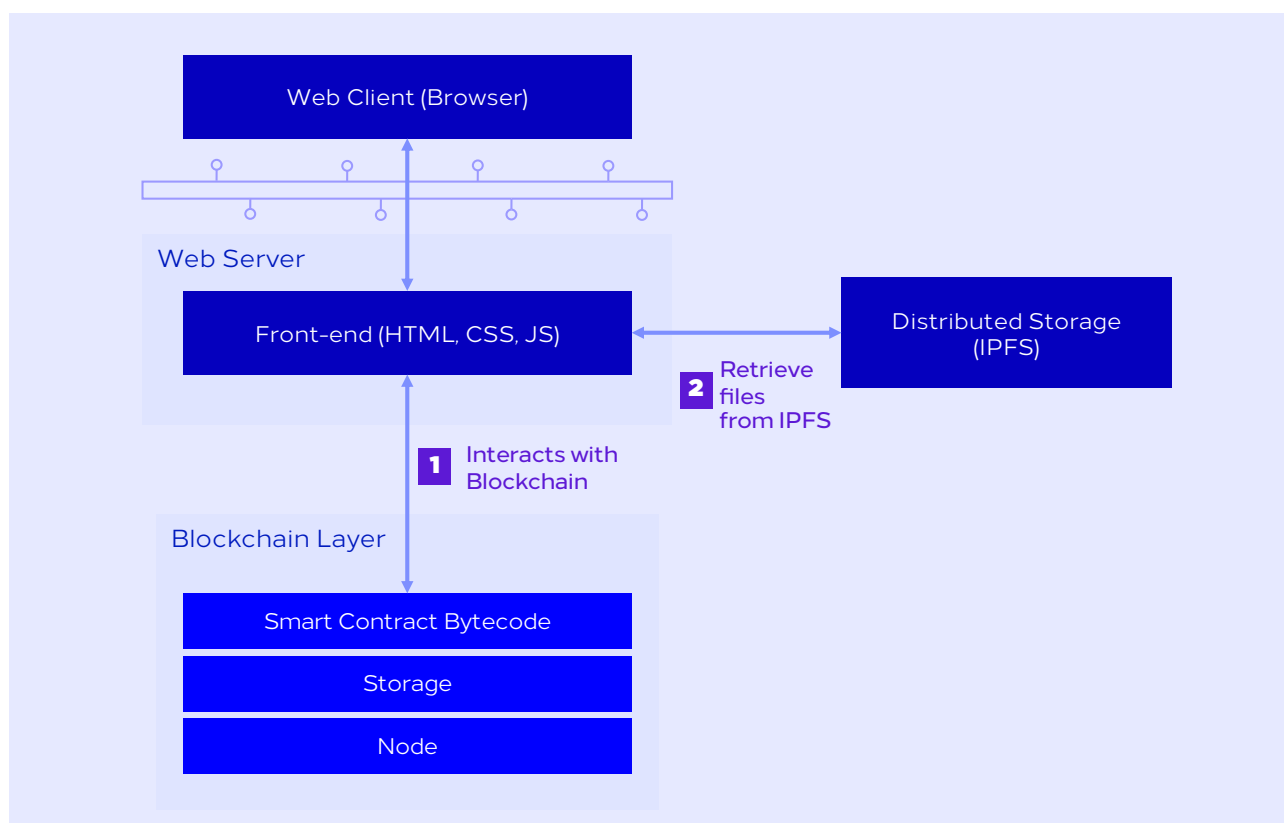 Web Client (Browser)
Web Server
Front-end (HTML, CSS, JS)
Distributed Storage
(IPFS)
2
Retrieve
files
from IPFS
1
Interacts with
Blockchain
Blockchain Layer
Smart Contract Bytecode
Storage
Node